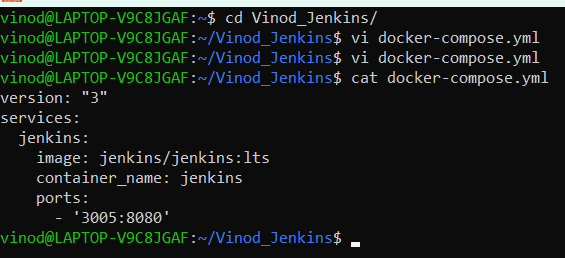 vinod@LAPTOP-V9C8JGAF:~$ cd Vinod_Jenkins/
vinod@LAPTOP-V9C8JGAF:~/Vinod_Jenkins$ vi docker-compose.yml
vinod@LAPTOP-V9C8JGAF:~/Vinod_Jenkins$ vi docker-compose.yml
vinod@LAPTOP-V9C8JGAF:~/Vinod_Jenkins$ cat docker-compose.yml
version: "3"
services:
  jenkins:
    image: jenkins/jenkins:lts
    container_name: jenkins
    ports:
      - '3005:8080'
vinod@LAPTOP-V9C8JGAF:~/Vinod_Jenkins$